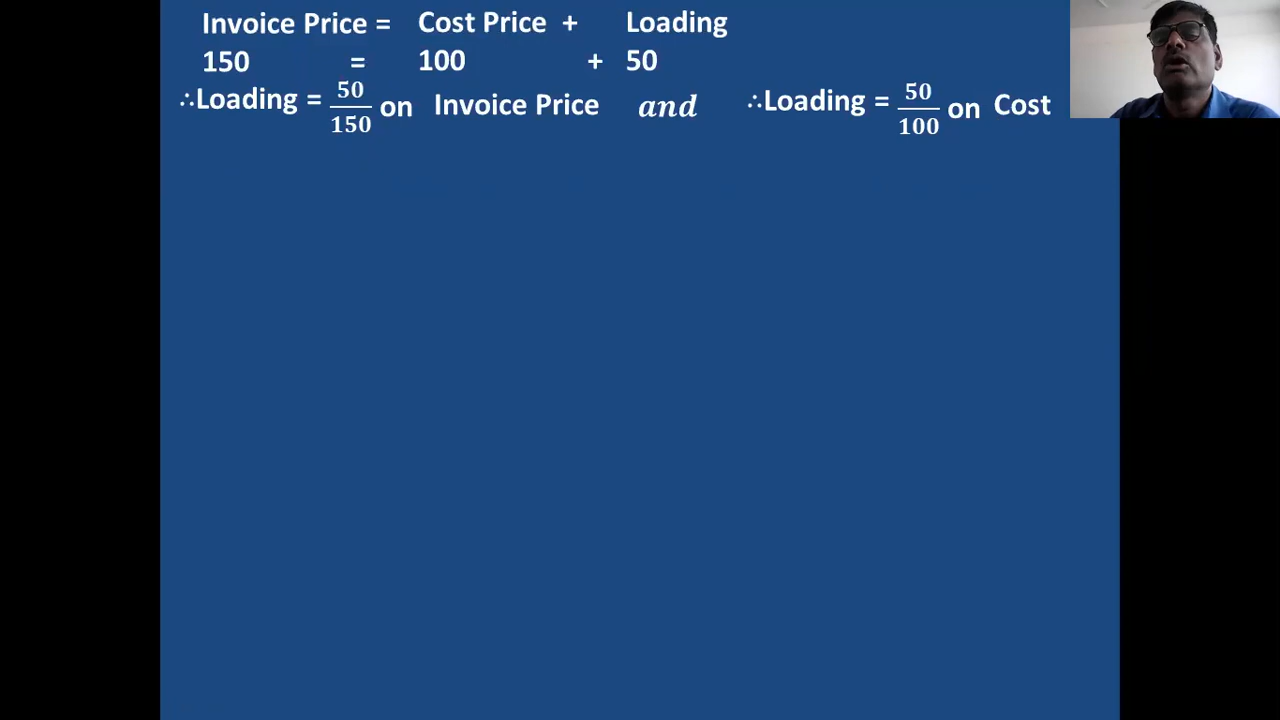 Invoice Price = Cost Price + Loading
150 = 100 + 50
∴Loading = 50/150 on Invoice Price and ∴Loading = 50/100 on Cost